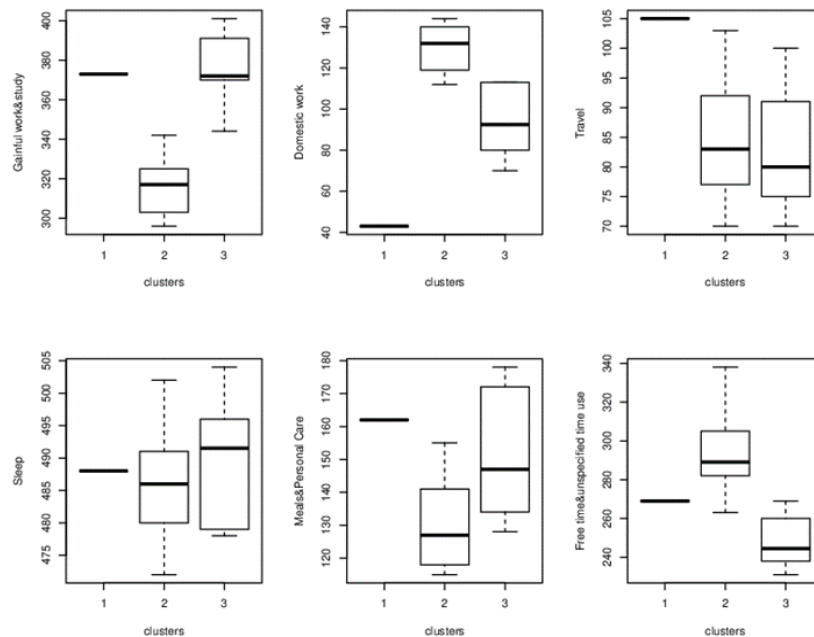 Gainful work&study
300 320 340 360 380 400
1 2 3
clusters
Domestic work
40 60 80 100 120 140
1 2 3
clusters
Travel
70 75 80 85 90 95 105
1 2 3
clusters
Sleep
475 480 485 490 495 500 505
1 2 3
clusters
Meals&Personal Care
120 130 140 150 160 170 180
1 2 3
clusters
Free time&unspecified time use
240 260 280 300 320 340
1 2 3
clusters